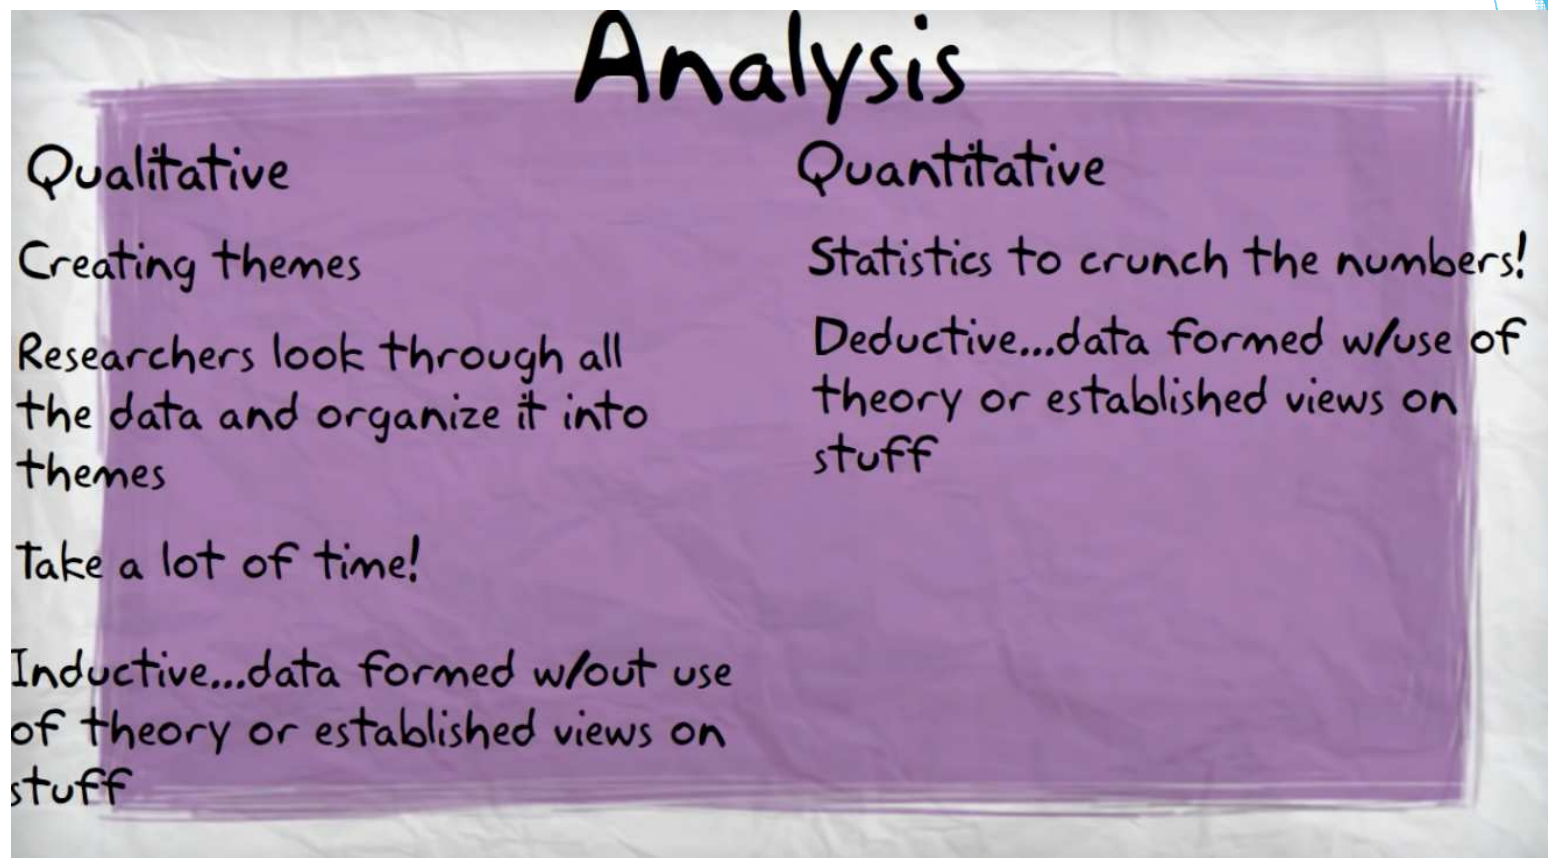 Analysis
Qualitative
Creating themes
Researchers look through all
the data and organize it into
themes
Take a lot of time!
Inductive...data formed w/out use
of theory or established views on
stuff
Quantitative
Statistics to crunch the numbers!
Deductive...data formed w/use of
theory or established views on
stuff